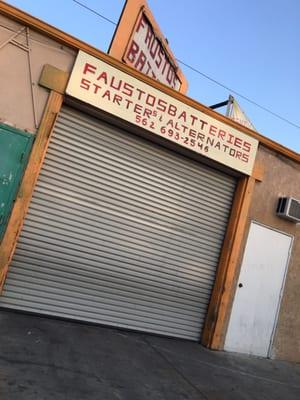 FAUSTOS
BATT
FAUSTOSBATTERIES
STARTERS & ALTERNATORS
562 693-2546